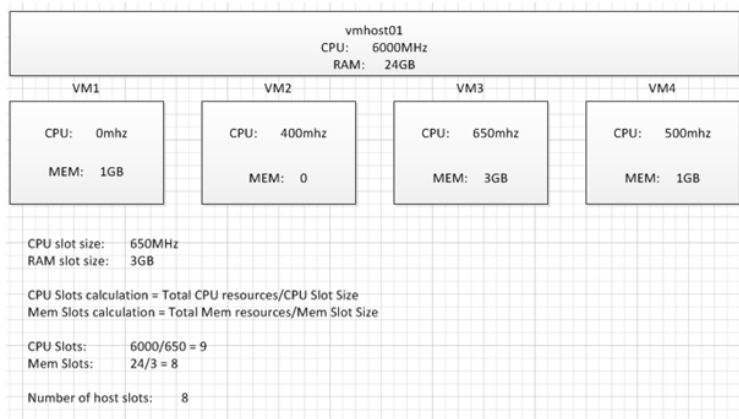 vmhost01
CPU: 6000MHz
RAM: 24GB
VM1 VM2 VM3 VM4
CPU: 0mhz CPU: 400mhz CPU: 650mhz CPU: 500mhz
MEM: 1GB MEM: 0 MEM: 3GB MEM: 1GB
CPU slot size: 650MHz
RAM slot size: 3GB
CPU Slots calculation = Total CPU resources/CPU Slot Size
Mem Slots calculation = Total Mem resources/Mem Slot Size
CPU Slots: 6000/650 = 9
Mem Slots: 24/3 = 8
Number of host slots: 8